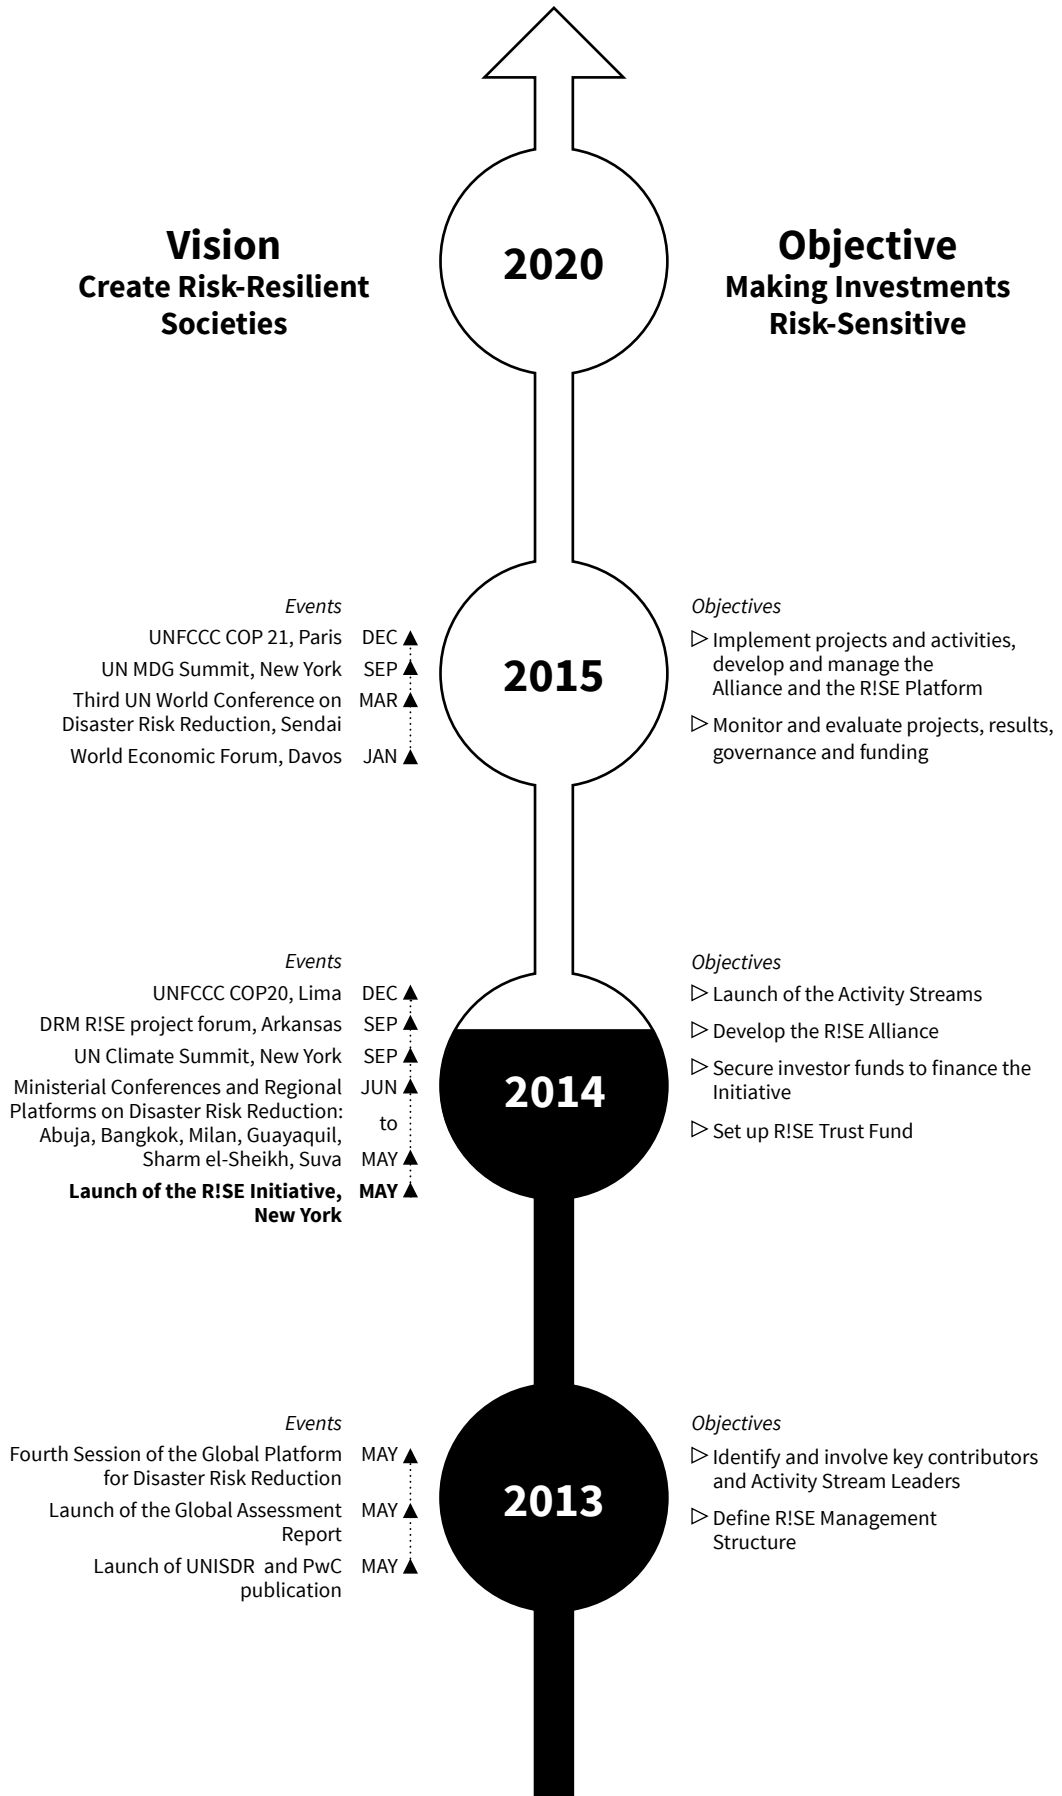 Vision
Create Risk-Resilient
Societies
2020
Objective
Making Investments
Risk-Sensitive
Events
UNFCCC COP 21, Paris DEC
UN MDG Summit, New York SEP
Third UN World Conference on MAR
Disaster Risk Reduction, Sendai
World Economic Forum, Davos JAN
2015
Objectives
Implement projects and activities,
develop and manage the
Alliance and the R!SE Platform
Monitor and evaluate projects, results,
governance and funding
Events
UNFCCC COP20, Lima DEC
DRM R!SE project forum, Arkansas SEP
UN Climate Summit, New York SEP
Ministerial Conferences and Regional JUN
Platforms on Disaster Risk Reduction:
to
Abuja, Bangkok, Milan, Guayaquil,
Sharm el-Sheikh, Suva MAY
Launch of the R!SE Initiative, MAY
New York
2014
Objectives
Launch of the Activity Streams
Develop the R!SE Alliance
Secure investor funds to finance the
Initiative
Set up R!SE Trust Fund
Events
Fourth Session of the Global Platform MAY
for Disaster Risk Reduction
Launch of the Global Assessment MAY
Report
Launch of UNISDR and PwC MAY
publication
2013
Objectives
Identify and involve key contributors
and Activity Stream Leaders
Define R!SE Management
Structure